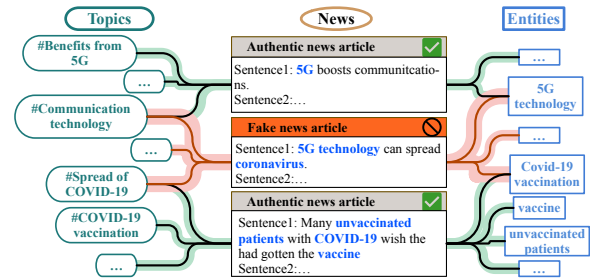 Topics
News
Entities
#Benefits from
5G
...
#Communication
technology
...
#Spread of
COVID-19
#COVID-19
vaccination
...
Authentic news article
Sentence1: 5G boosts communitcatio-
ns.
Sentence2:...
Fake news article
Sentence1: 5G technology can spread
coronavirus.
Sentence2:...
Authentic news article
Sentence1: Many unvaccinated
patients with COVID-19 wish the
had gotten the vaccine
Sentence2:...
...
5G
technology
...
Covid-19
vaccination
vaccine
unvaccinated
patients
...